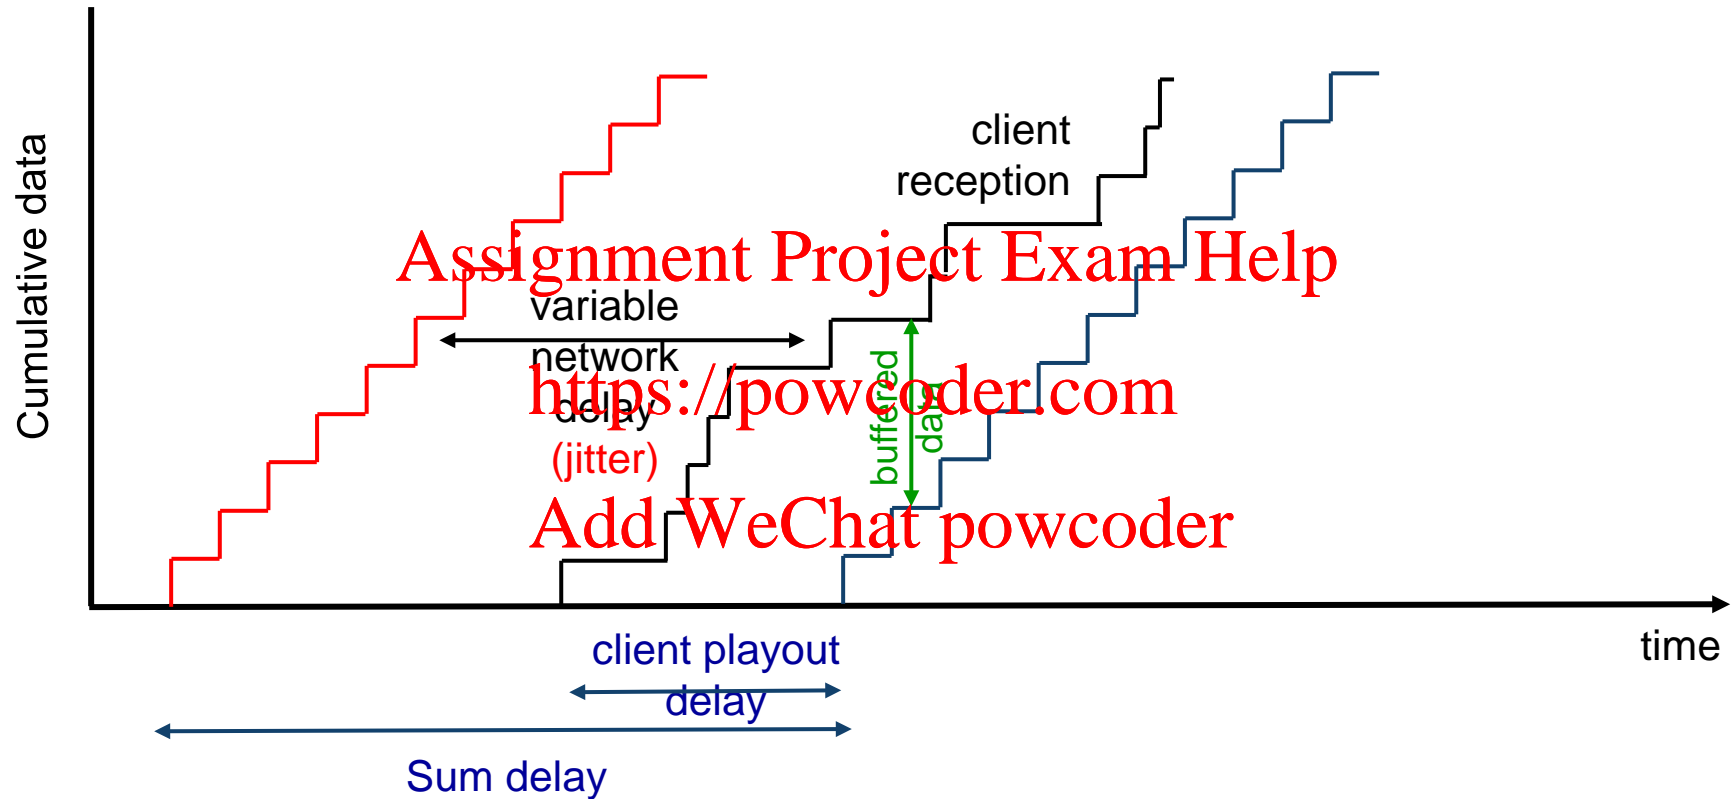 Cumulative data
client
reception
Assignment Project Exam Help
variable
network
delay
(jitter)
https://powcoder.com
buffered
data
Add WeChat powcoder
time
client playout
delay
Sum delay